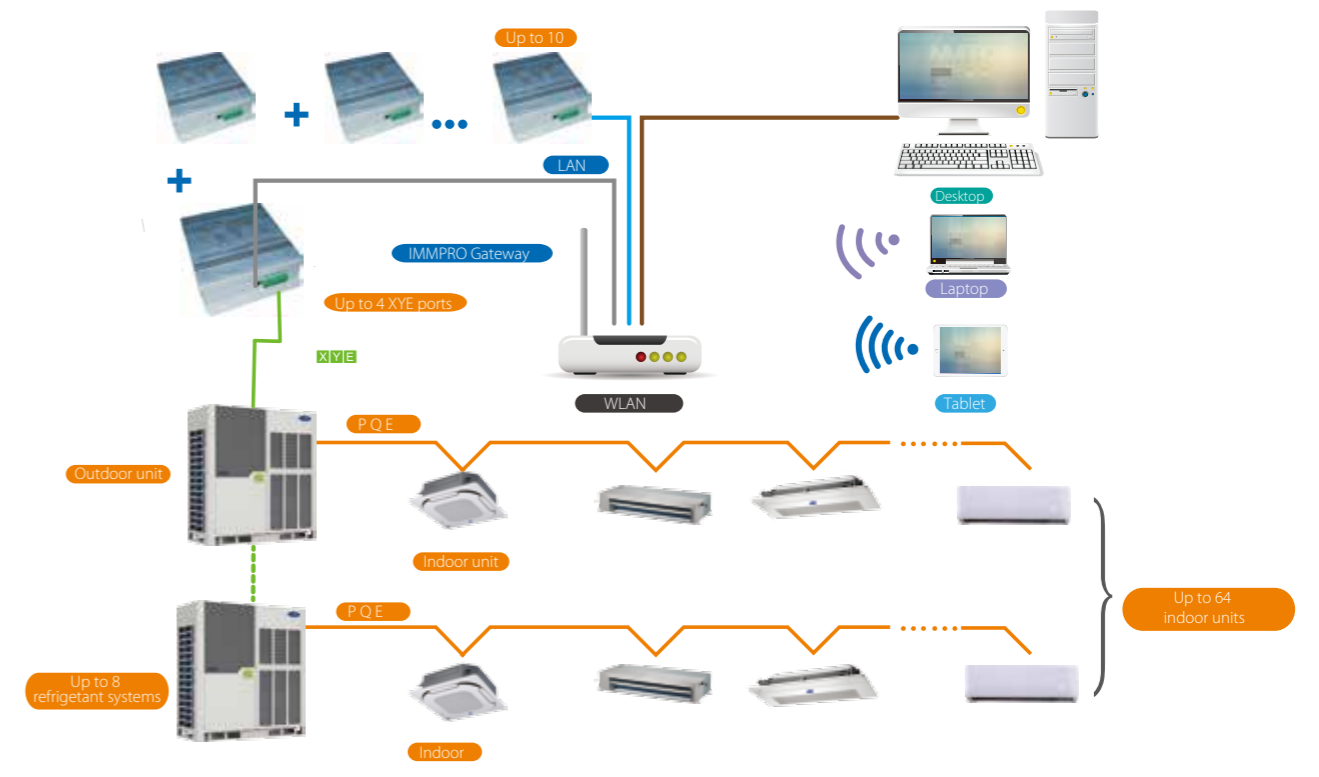 Up to 10
LAN
Desktop
IMMPRO Gateway
Laptop
Up to 4 XYE ports
X Y E
WLAN
Tablet
P Q E
Outdoor unit
Indoor unit
P Q E
Up to 64
indoor units
Up to 8
refrigetant systems
Indoor